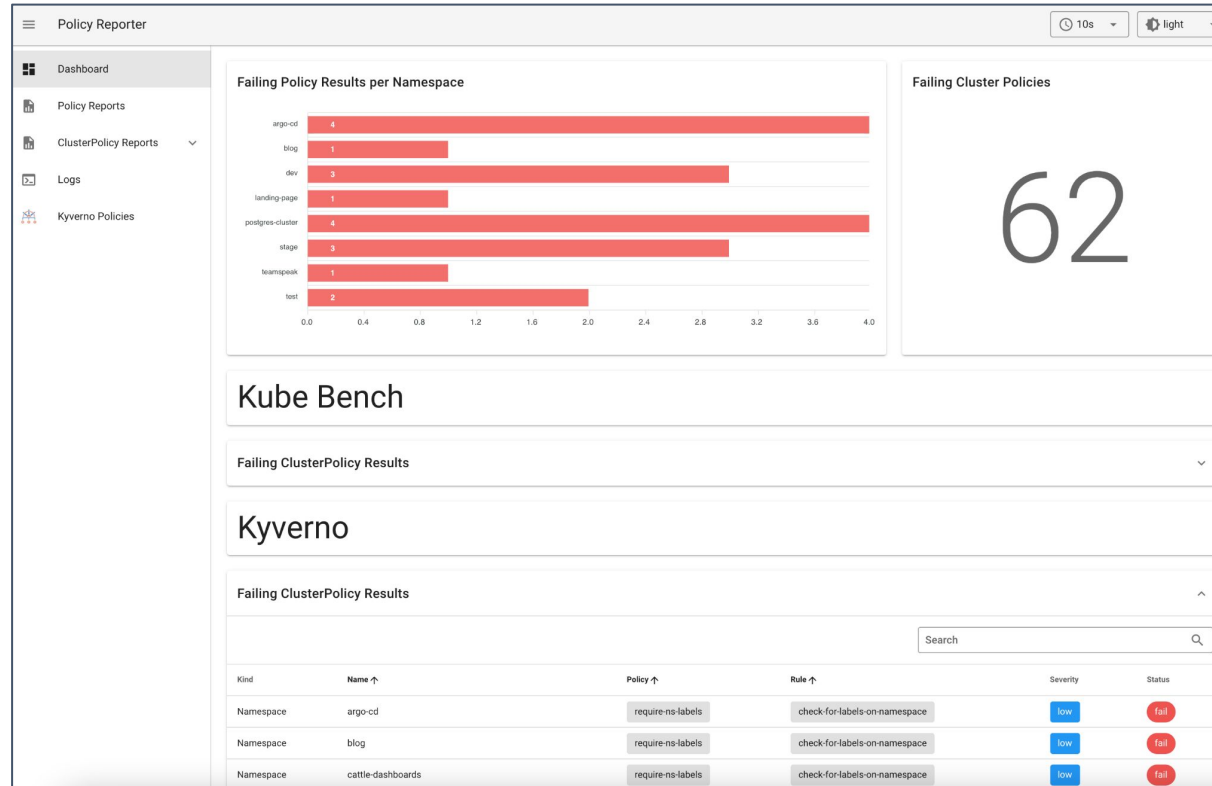 Policy Reporter
10s
light
Dashboard
Policy Reports
ClusterPolicy Reports
Logs
Kyverno Policies
Failing Policy Results per Namespace
argo-cd 4
blog 1
dev 3
landing-page 1
postgres-cluster 4
stage 3
teamspeak 1
test 2
0.0 0.4 0.8 1.2 1.6 2.0 2.4 2.8 3.2 3.6 4.0
Failing Cluster Policies
62
Kube Bench
Failing ClusterPolicy Results
Kyverno
Failing ClusterPolicy Results
Search
Kind Name Policy Rule Severity Status
Namespace argo-cd require-ns-labels check-for-labels-on-namespace low fail
Namespace blog require-ns-labels check-for-labels-on-namespace low fail
Namespace cattle-dashboards require-ns-labels check-for-labels-on-namespace low fail